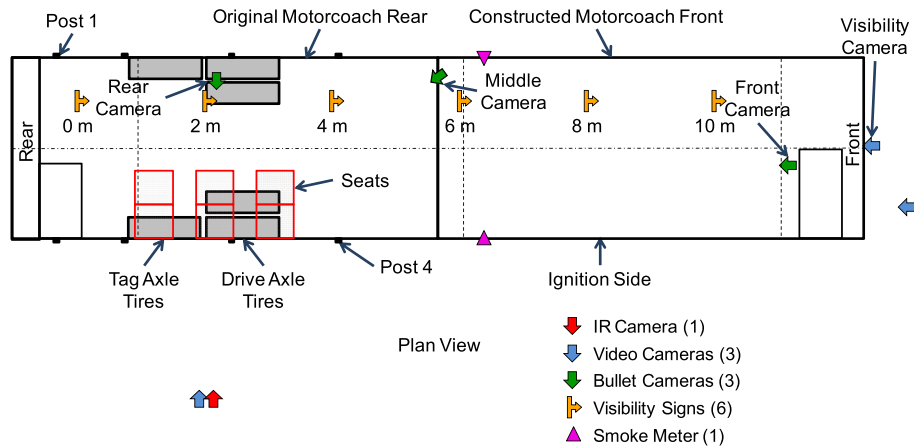 Post 1
Original Motorcoach Rear
Constructed Motorcoach Front
Visibility
Camera
Rear
Camera
Middle
Camera
Front
Camera
0 m
2 m
4 m
6 m
8 m
10 m
Rear
Front
Seats
Tag Axle
Tires
Drive Axle
Tires
Post 4
Ignition Side
Plan View
IR Camera (1)
Video Cameras (3)
Bullet Cameras (3)
Visibility Signs (6)
Smoke Meter (1)